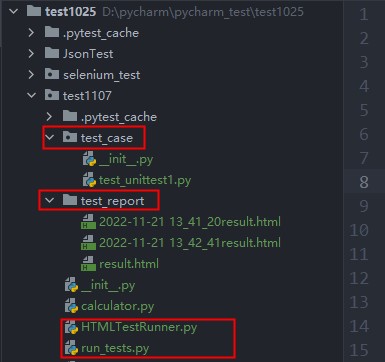 test1025 D:\pycharm\pycharm_test\test1025
.pytest_cache
JsonTest
selenium_test
test1107
.pytest_cache
test_case
__init__.py
test_unittest1.py
test_report
2022-11-21 13_41_20result.html
2022-11-21 13_42_41result.html
result.html
__init__.py
calculator.py
HTMLTestRunner.py
run_tests.py
1
2
3
4
5
6
7
8
9
10
11
12
13
14
15